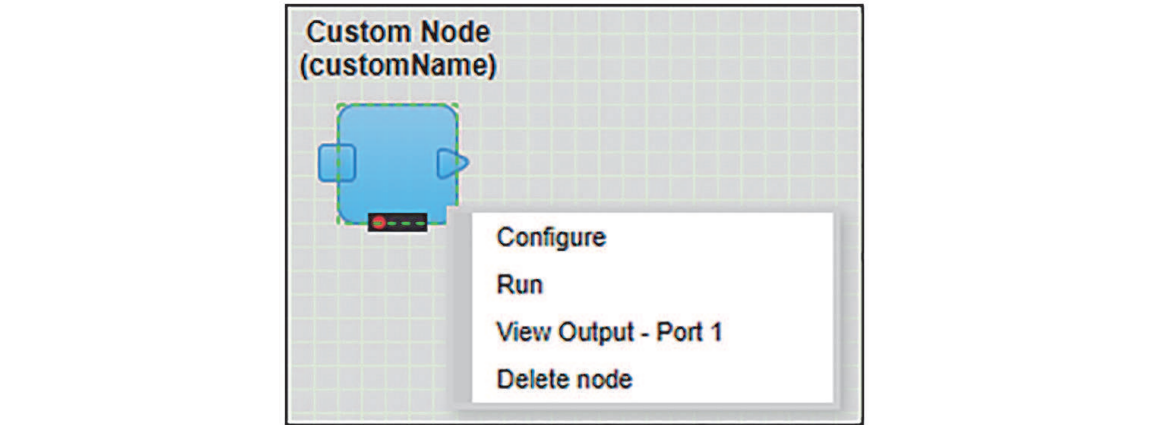 Custom Node
(customName)
Configure
Run
View Output - Port 1
Delete node